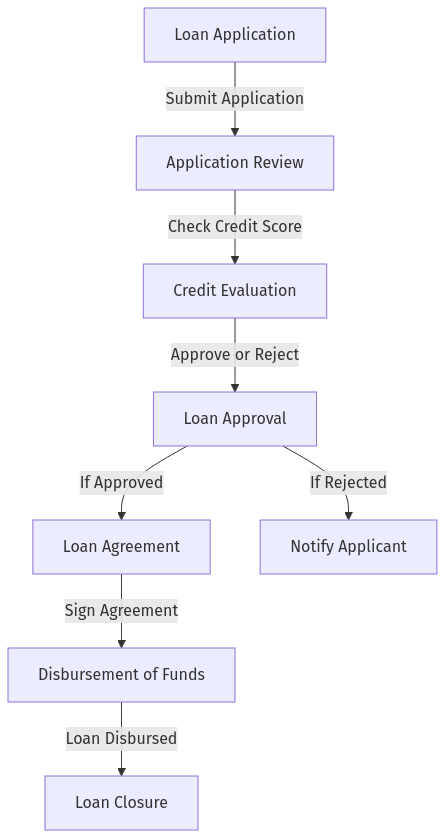 Loan Application
Submit Application
Application Review
Check Credit Score
Credit Evaluation
Approve or Reject
Loan Approval
If Approved
If Rejected
Loan Agreement
Notify Applicant
Sign Agreement
Disbursement of Funds
Loan Disbursed
Loan Closure